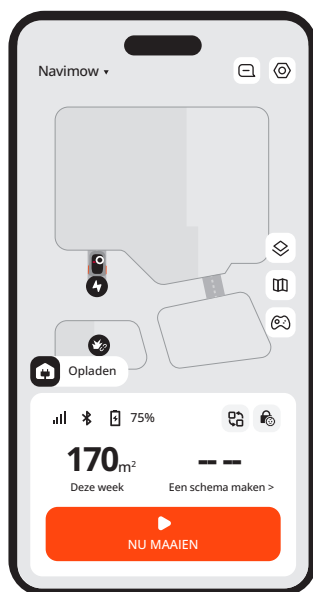 Navimow ▾
Opladen
75%
170m²
-- --
Deze week
Een schema maken >
NU MAAIEN